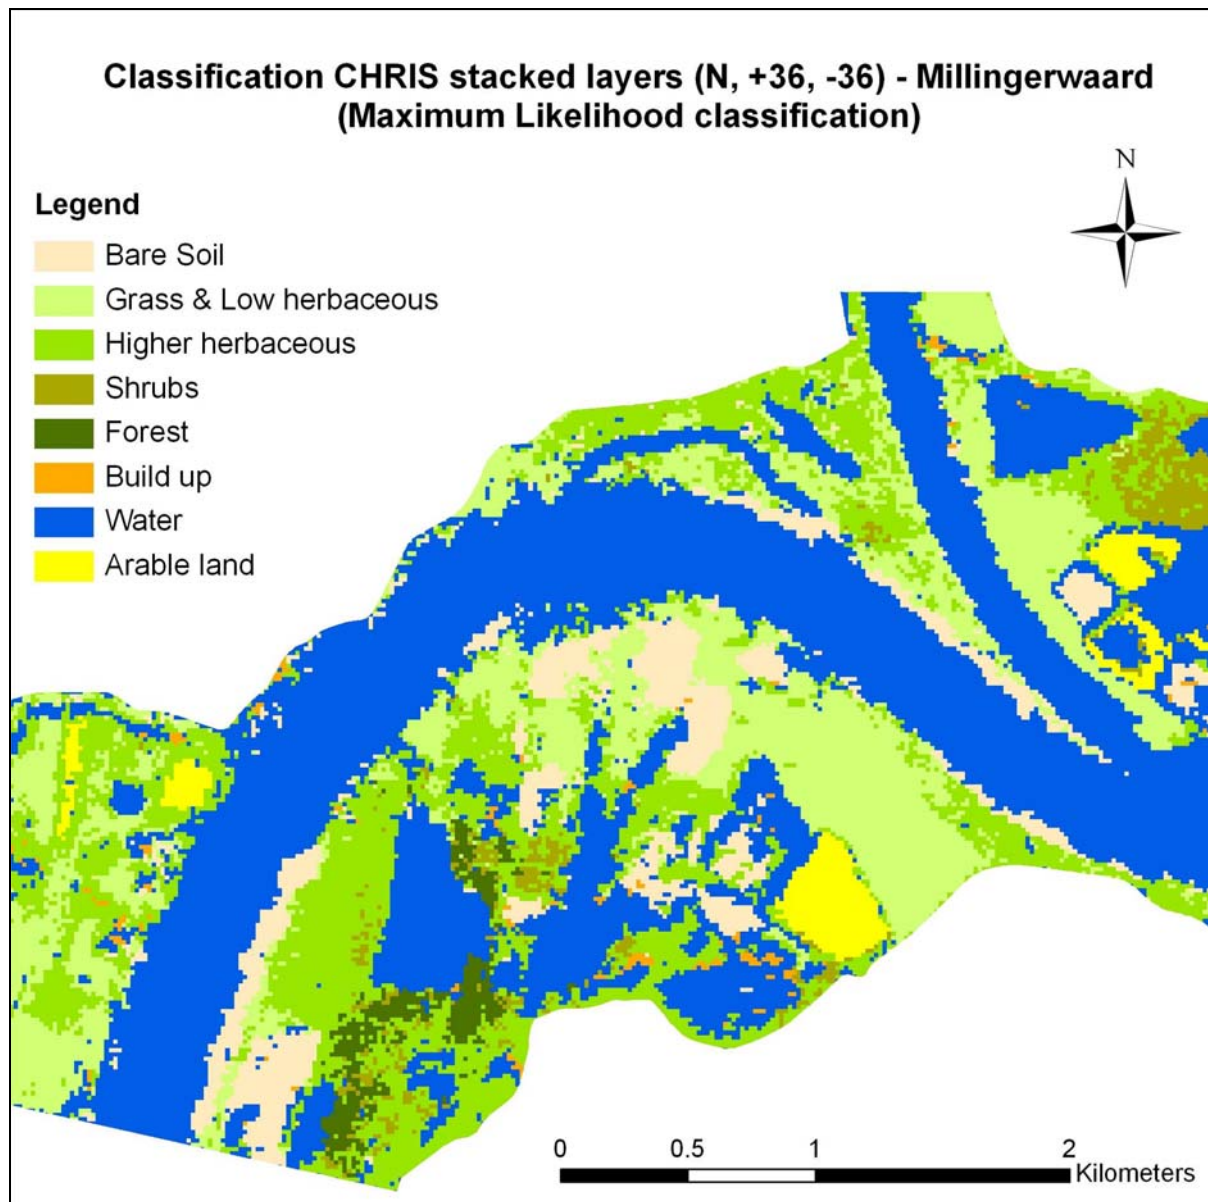 Classification CHRIS stacked layers (N, +36, -36) - Millingerwaard
(Maximum Likelihood classification)
N
Legend
Bare Soil
Grass & Low herbaceous
Higher herbaceous
Shrubs
Forest
Build up
Water
Arable land
0 0.5 1 2
Kilometers